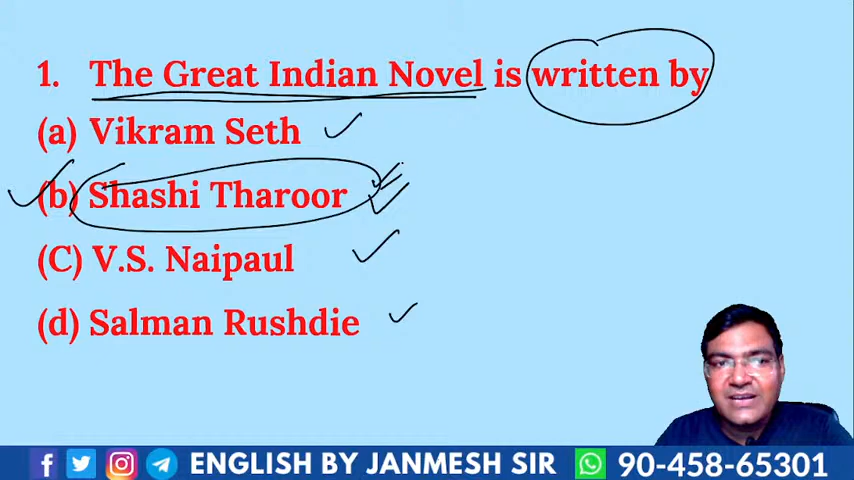 1. The Great Indian Novel is written by
(a) Vikram Seth
(b) Shashi Tharoor
(C) V.S. Naipaul
(d) Salman Rushdie
ENGLISH BY JANMESH SIR 90-458-65301